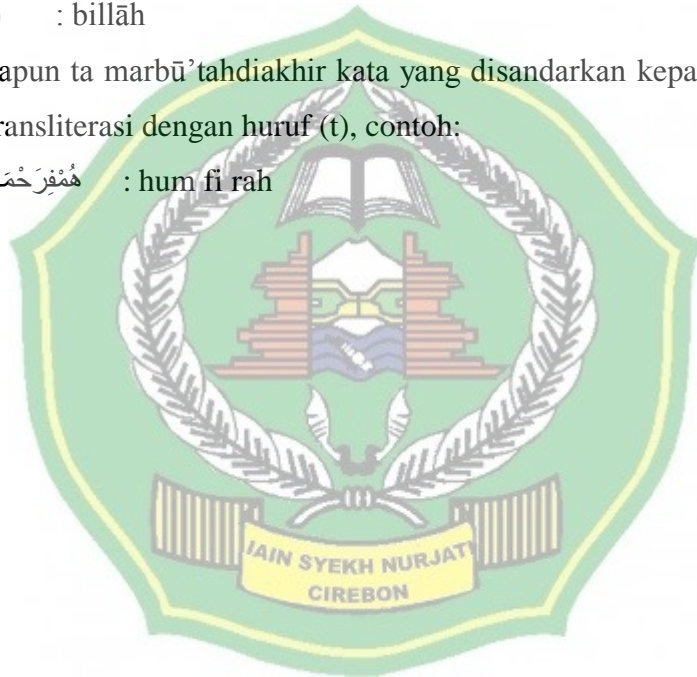 : billāh
apun ta marbū’tahdiakhir kata yang disandarkan kepa
ransliterasi dengan huruf (t), contoh:
هُمْفِرَحْمَ : hum fi rah
IAIN SYEKH NURJATI
CIREBON